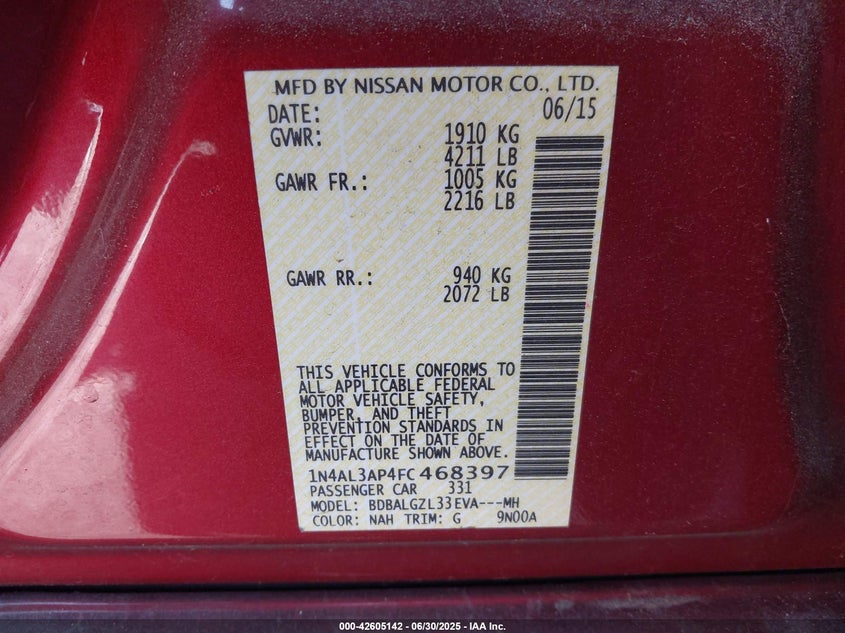 MFD BY NISSAN MOTOR CO., LTD.
DATE: 06/15
GVWR: 1910 KG
4211 LB
GAWR FR.: 1005 KG
2216 LB
GAWR RR.: 940 KG
2072 LB
THIS VEHICLE CONFORMS TO
ALL APPLICABLE FEDERAL
MOTOR VEHICLE SAFETY,
BUMPER, AND THEFT
PREVENTION STANDARDS IN
EFFECT ON THE DATE OF
MANUFACTURE SHOWN ABOVE.
1N4AL3AP4FC468397
PASSENGER CAR 331
MODEL: BDBALGZL33EVA---MH
COLOR: NAH TRIM: G 9N00A
000-42605142 - 06/30/2025 - IAA Inc.